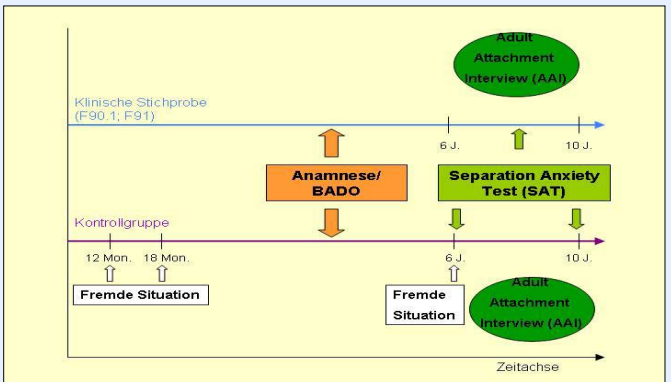 Adult
Attachment
Interview (AAI)
Klinische Stichprobe
(F90.1; F91)
6 J.
10 J.
Anamnese/
BADO
Separation Anxiety
Test (SAT)
Kontrollgruppe
12 Mon.
18 Mon.
6 J.
10 J.
Fremde Situation
Fremde
Situation
Adult
Attachment
Interview (AAI)
Zeitachse